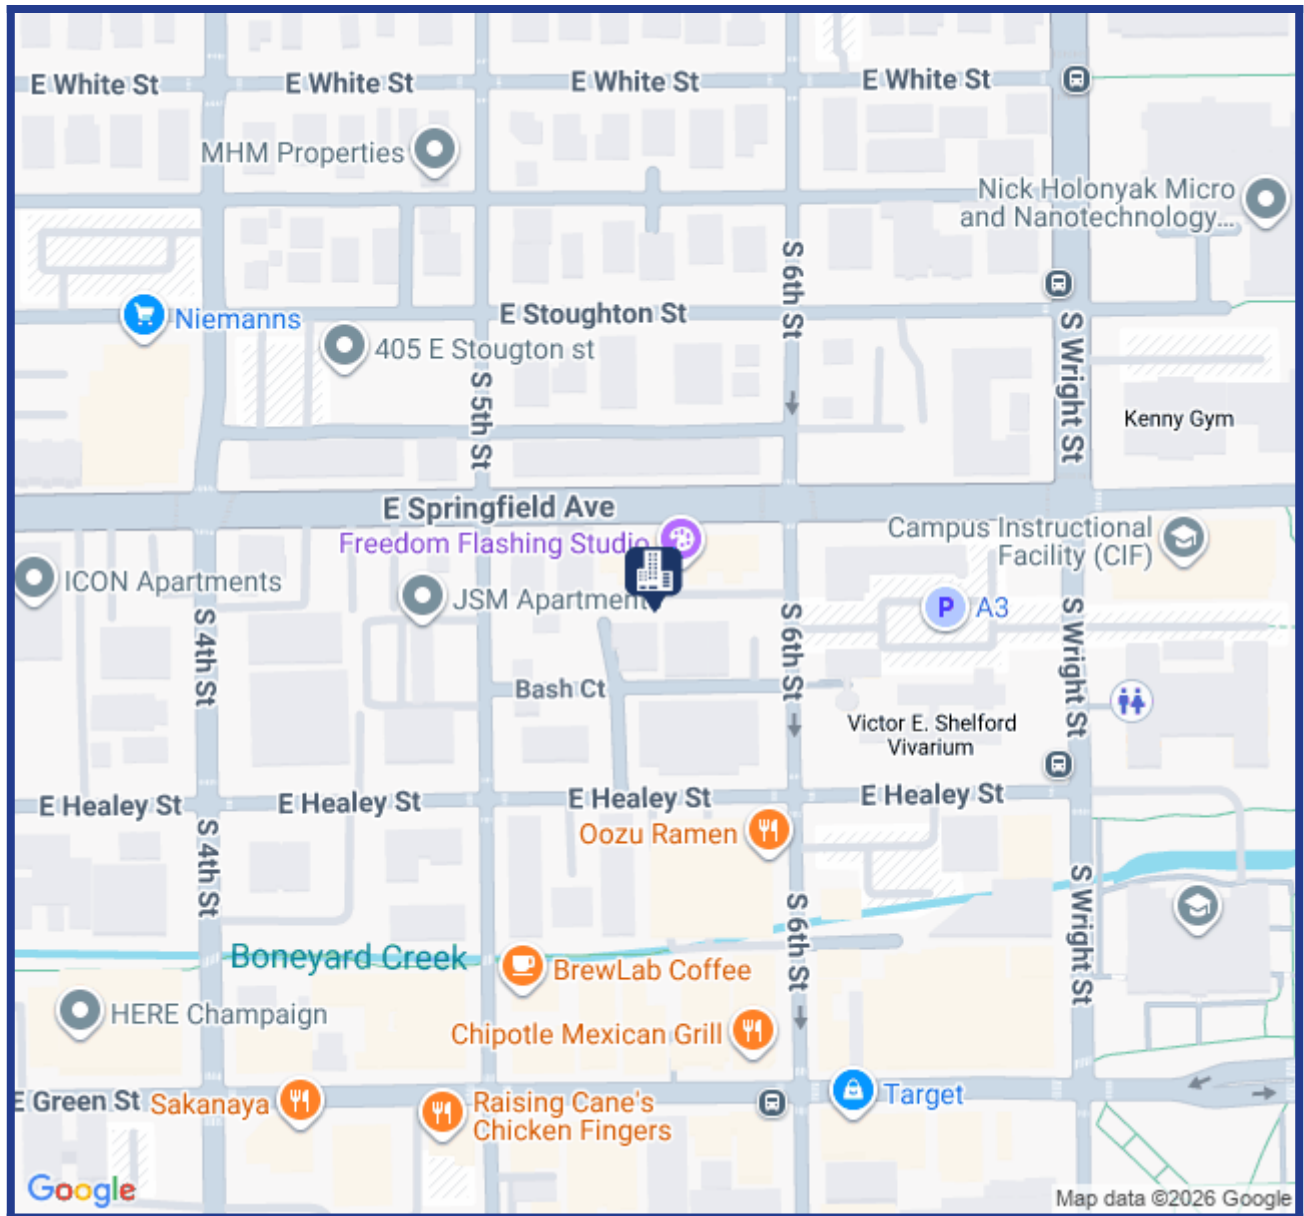 E White St
E White St
E White St
E White St
MHM Properties
Nick Holonyak Micro
and Nanotechnology...
S 6th St
E Stoughton St
Niemanns
405 E Stougton st
S Wright St
S 5th St
Kenny Gym
E Springfield Ave
Freedom Flashing Studio
Campus Instructional
Facility (CIF)
ICON Apartments
JSM Apartment
P A3
S 4th St
S 6th St
S Wright St
Bash Ct
Victor E. Shelford
Vivarium
E Healey St
E Healey St
E Healey St
E Healey St
Oozu Ramen
S 4th St
S 6th St
S Wright St
Boneyard Creek
BrewLab Coffee
HERE Champaign
Chipotle Mexican Grill
E Green St
Sakanaya
Raising Cane's
Chicken Fingers
Target
Google
Map data ©2026 Google